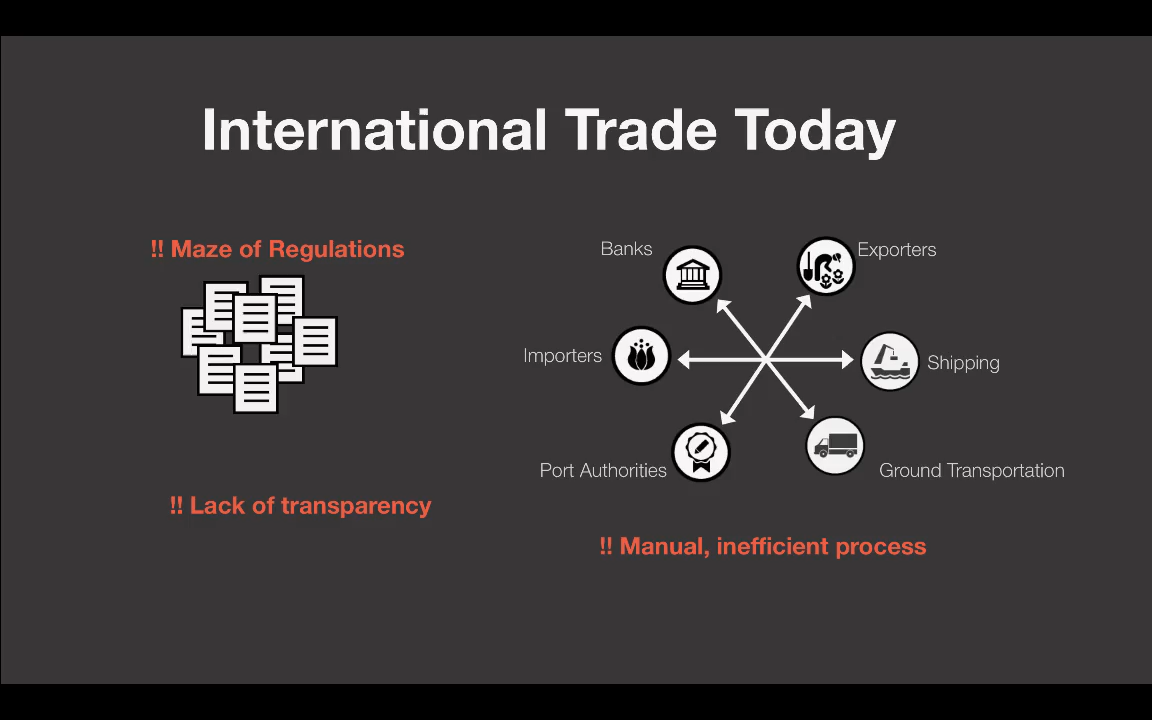 International Trade Today
!! Maze of Regulations
Banks
Exporters
Importers
Shipping
Port Authorities
Ground Transportation
!! Lack of transparency
!! Manual, inefficient process